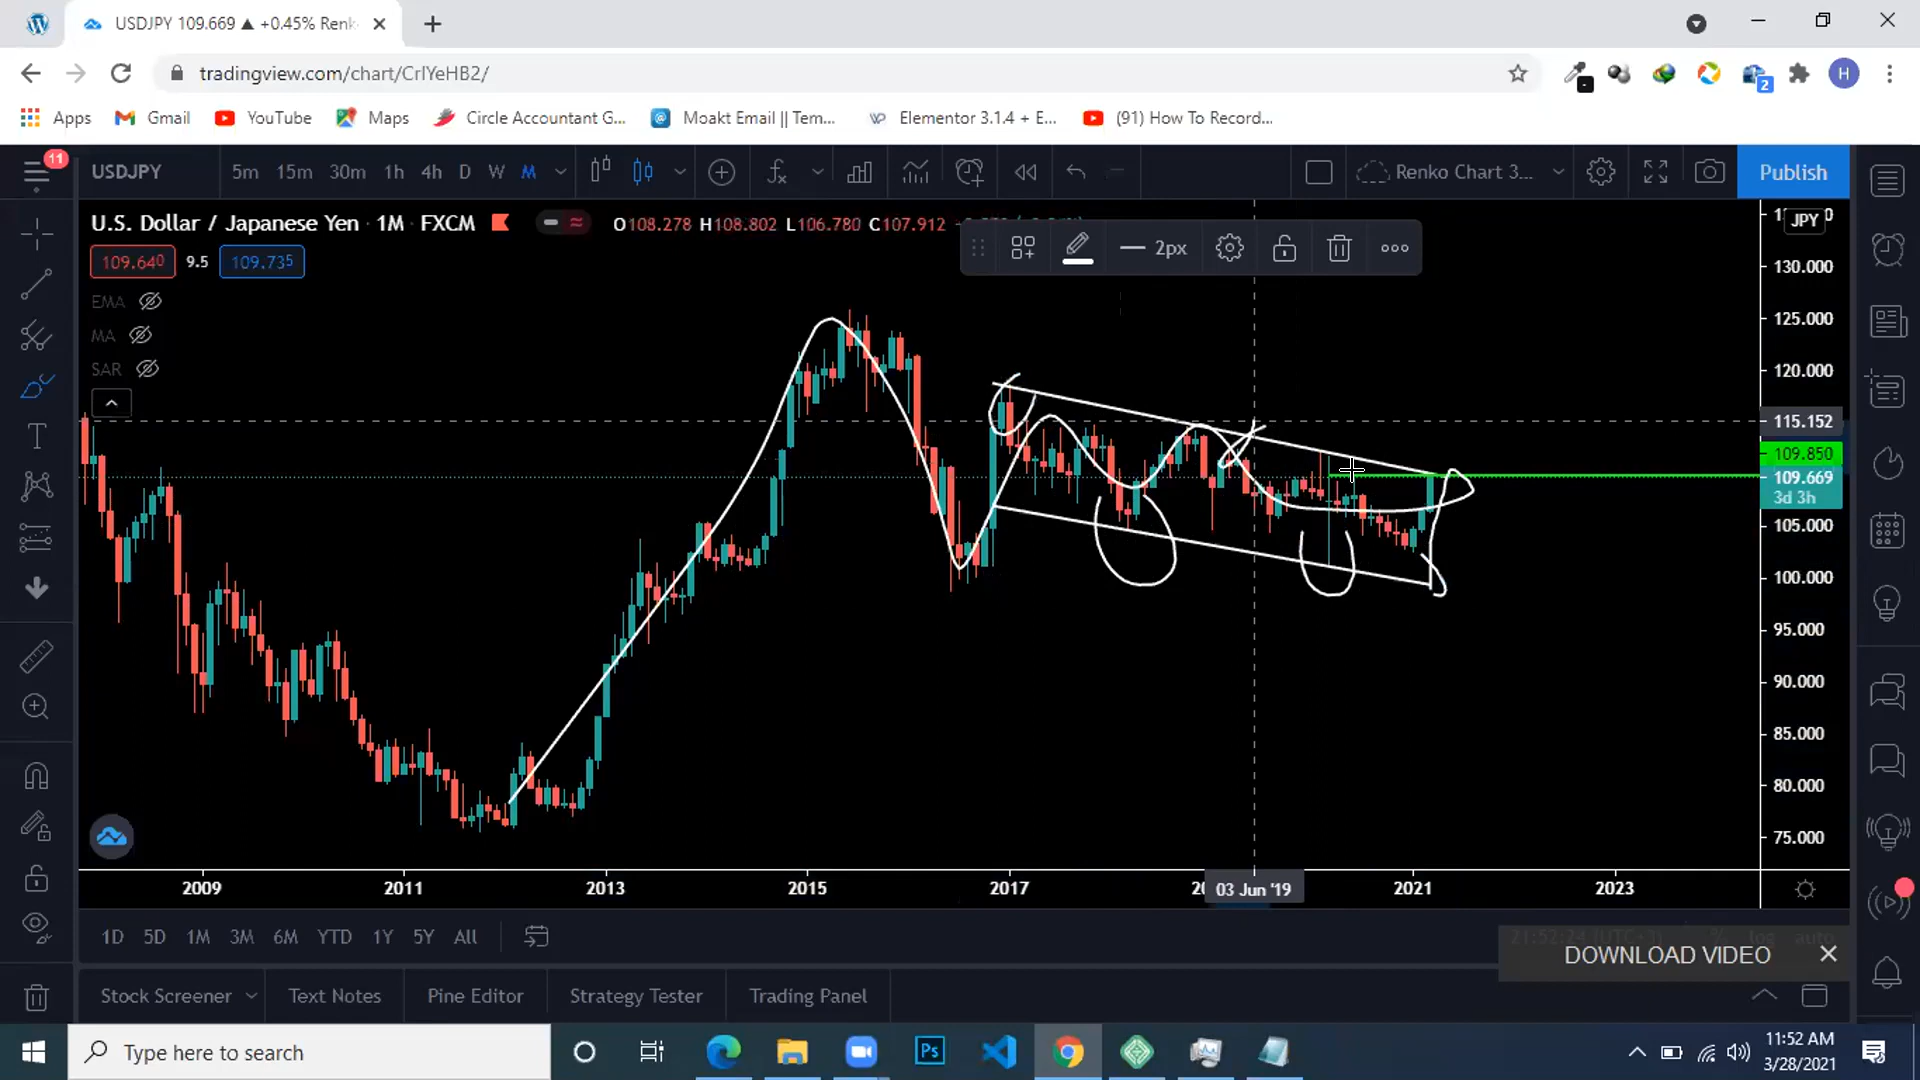 USDJPY 109.669 ▲ +0.45% Renk
tradingview.com/chart/CrlYeHB2/
Apps Gmail YouTube Maps Circle Accountant G... Moakt Email || Tem... Elementor 3.1.4 + E... (91) How To Record...
11 USDJPY 5m 15m 30m 1h 4h D W M Renko Chart 3... Publish
U.S. Dollar / Japanese Yen · 1M · FXCM O108.278 H108.802 L106.780 C107.912
JPY
109.640 9.5 109.735
2px
EMA
MA
SAR
130.000
125.000
120.000
115.152
109.850
109.669
3d 3h
105.000
100.000
95.000
90.000
85.000
80.000
75.000
2009 2011 2013 2015 2017 03 Jun '19 2021 2023
1D 5D 1M 3M 6M YTD 1Y 5Y All
DOWNLOAD VIDEO
Stock Screener Text Notes Pine Editor Strategy Tester Trading Panel
Type here to search
Ps
11:52 AM
3/28/2021